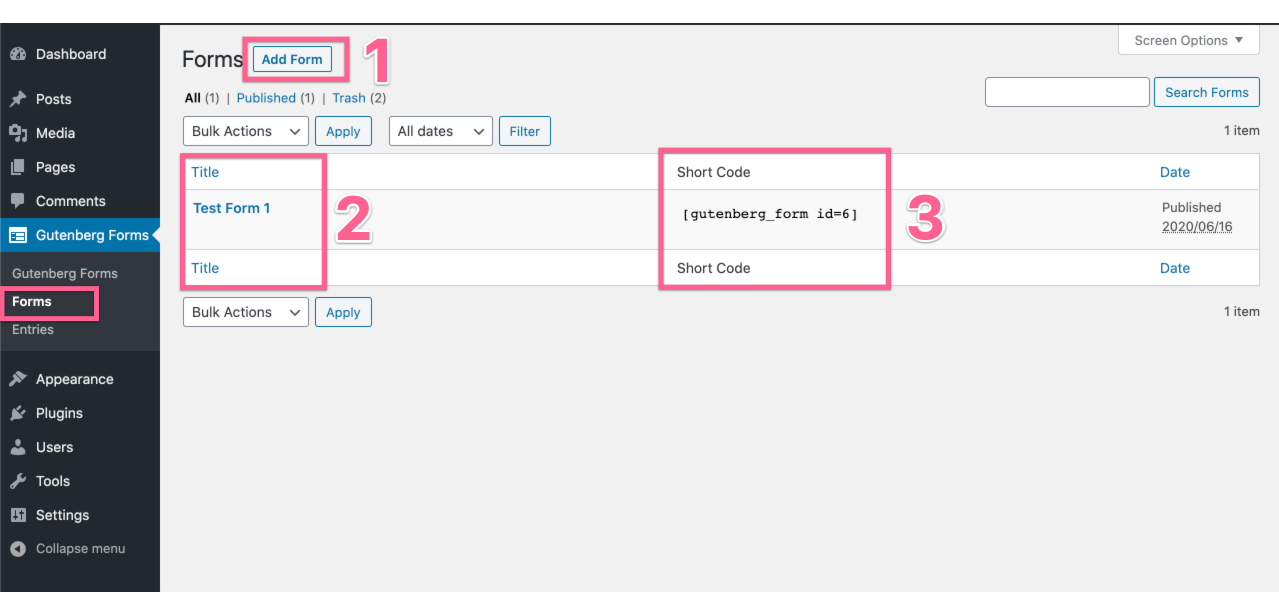 Dashboard
Posts
Media
Pages
Comments
Gutenberg Forms
Gutenberg Forms
Forms
Entries
Appearance
Plugins
Users
Tools
Settings
Collapse menu
Screen Options ▼
Forms Add Form 1
All (1) | Published (1) | Trash (2)
Search Forms
Bulk Actions Apply All dates Filter 1 item
Title Short Code Date
Test Form 1 2 [gutenberg_form id=6] 3 Published
2020/06/16
Title Short Code Date
Bulk Actions Apply 1 item